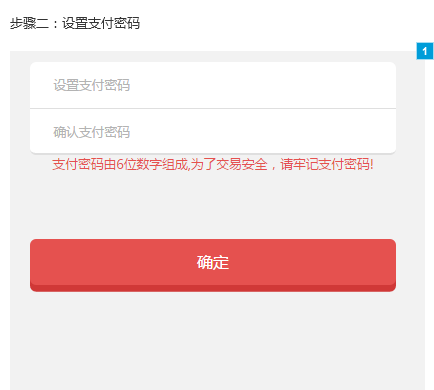 步骤二：设置支付密码
1
设置支付密码
确认支付密码
支付密码由6位数字组成,为了交易安全，请牢记支付密码!
确定